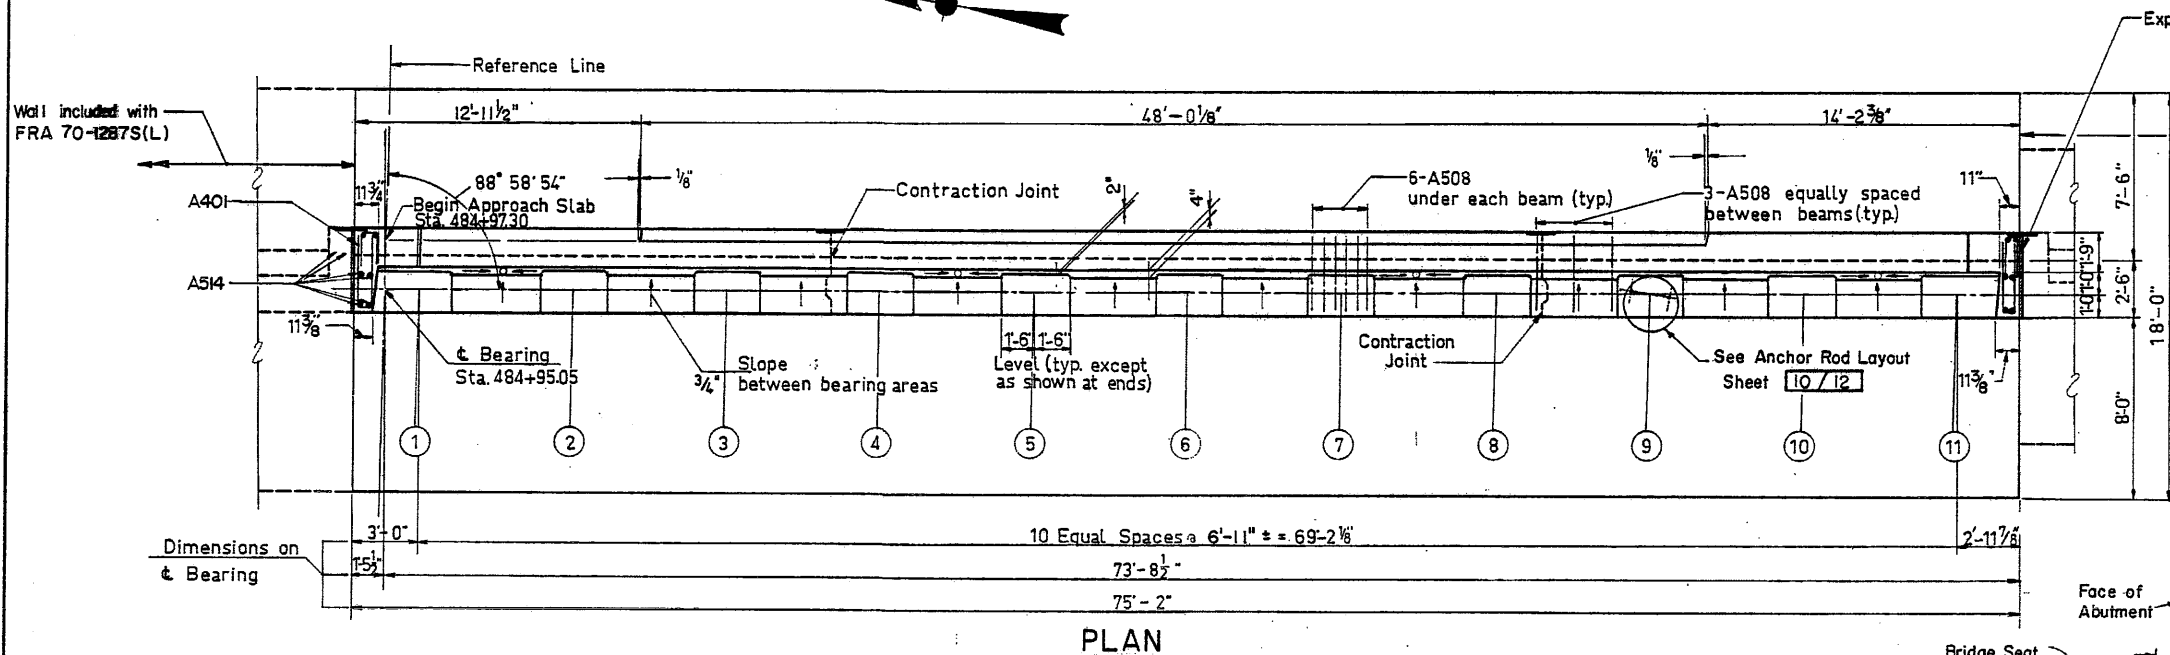 Exp
Reference Line
Wall included with
FRA 70-1287S(L)
12'-11½"
48'-0⅛"
14'-2⅜"
88° 58' 54"
⅛"
⅛"
Contraction Joint
2"
4"
6-A508
under each beam (typ.)
3-A508 equally spaced
between beams (typ.)
11"
7'-6"
A401
11¾"
Begin Approach Slab
Sta. 484+97.30
A514
1'-9"
1'-0"
1'-0"
2'-6"
18'-0"
11⅜"
℄ Bearing
Sta. 484+95.05
¾"
Slope
between bearing areas
1'-6"
1'-6"
Level (typ. except
as shown at ends)
Contraction
Joint
See Anchor Rod Layout
Sheet 10 / 12
11⅜"
8'-0"
1
2
3
4
5
6
7
8
9
10
11
Dimensions on
℄ Bearing
3'-0"
10 Equal Spaces @ 6'-11" ± = 69'-2⅛"
2'-11⅞"
1'-5½"
73'-8½"
75'-2"
Face of
Abutment
PLAN
Bridge Seat